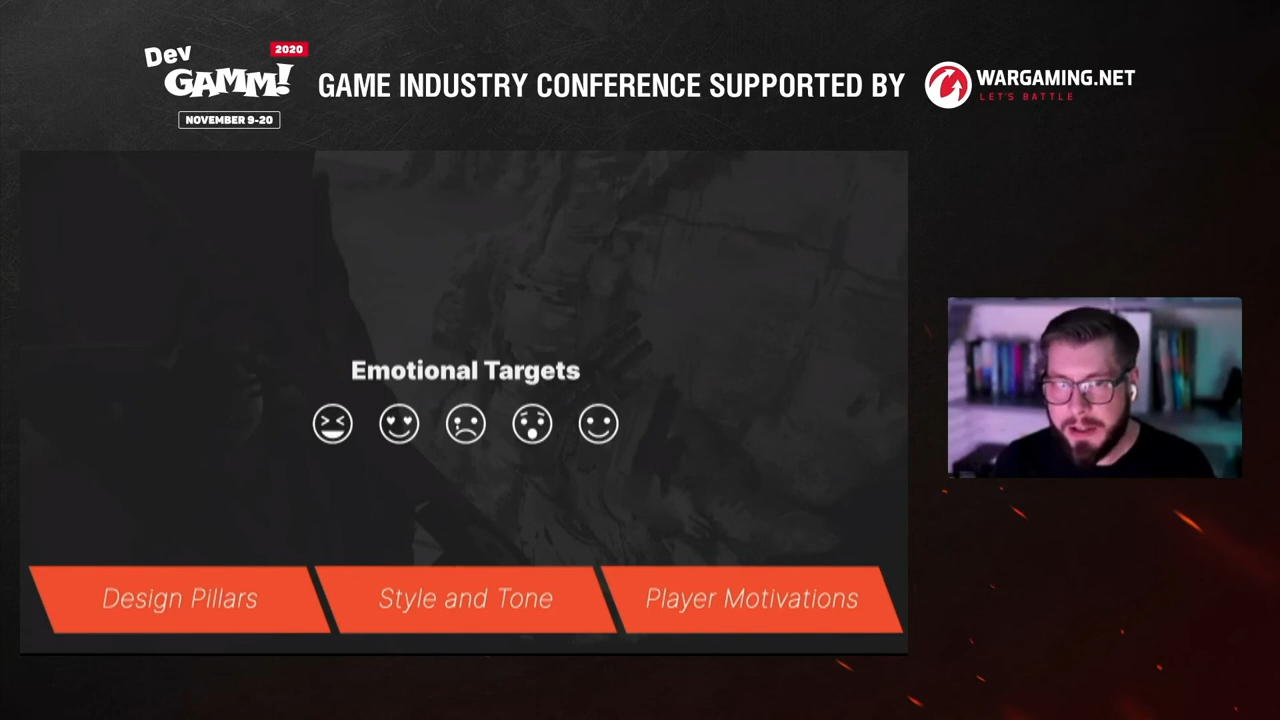 Dev
GAMM!
2020
NOVEMBER 9-20
GAME INDUSTRY CONFERENCE SUPPORTED BY
WARGAMING.NET
LET'S BATTLE
Emotional Targets
Design Pillars
Style and Tone
Player Motivations